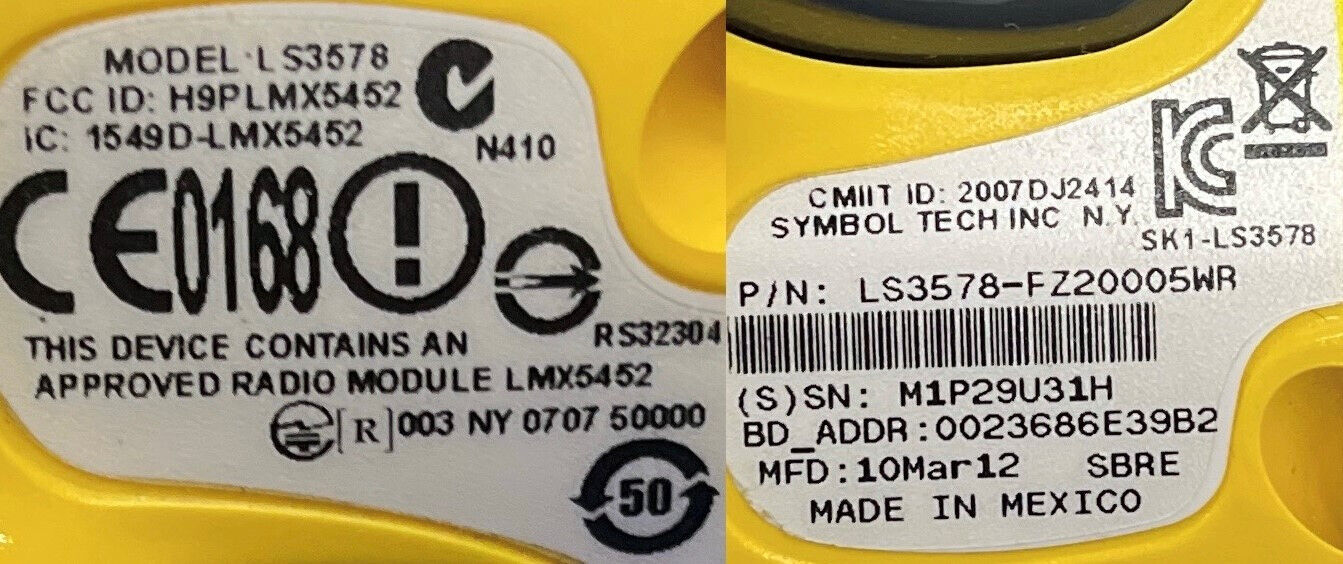 MODEL LS3578
FCC ID: H9PLMX5452
IC: 1549D-LMX5452
N410
CE0168!
RS32304
THIS DEVICE CONTAINS AN
APPROVED RADIO MODULE LMX5452
[R] 003 NY 0707 50000
50
CMIIT ID: 2007DJ2414
SYMBOL TECH INC N.Y.
SK1-LS3578
P/N: LS3578-FZ20005WR
(S)SN: M1P29U31H
BD_ADDR:0023686E39B2
MFD:10Mar12 SBRE
MADE IN MEXICO